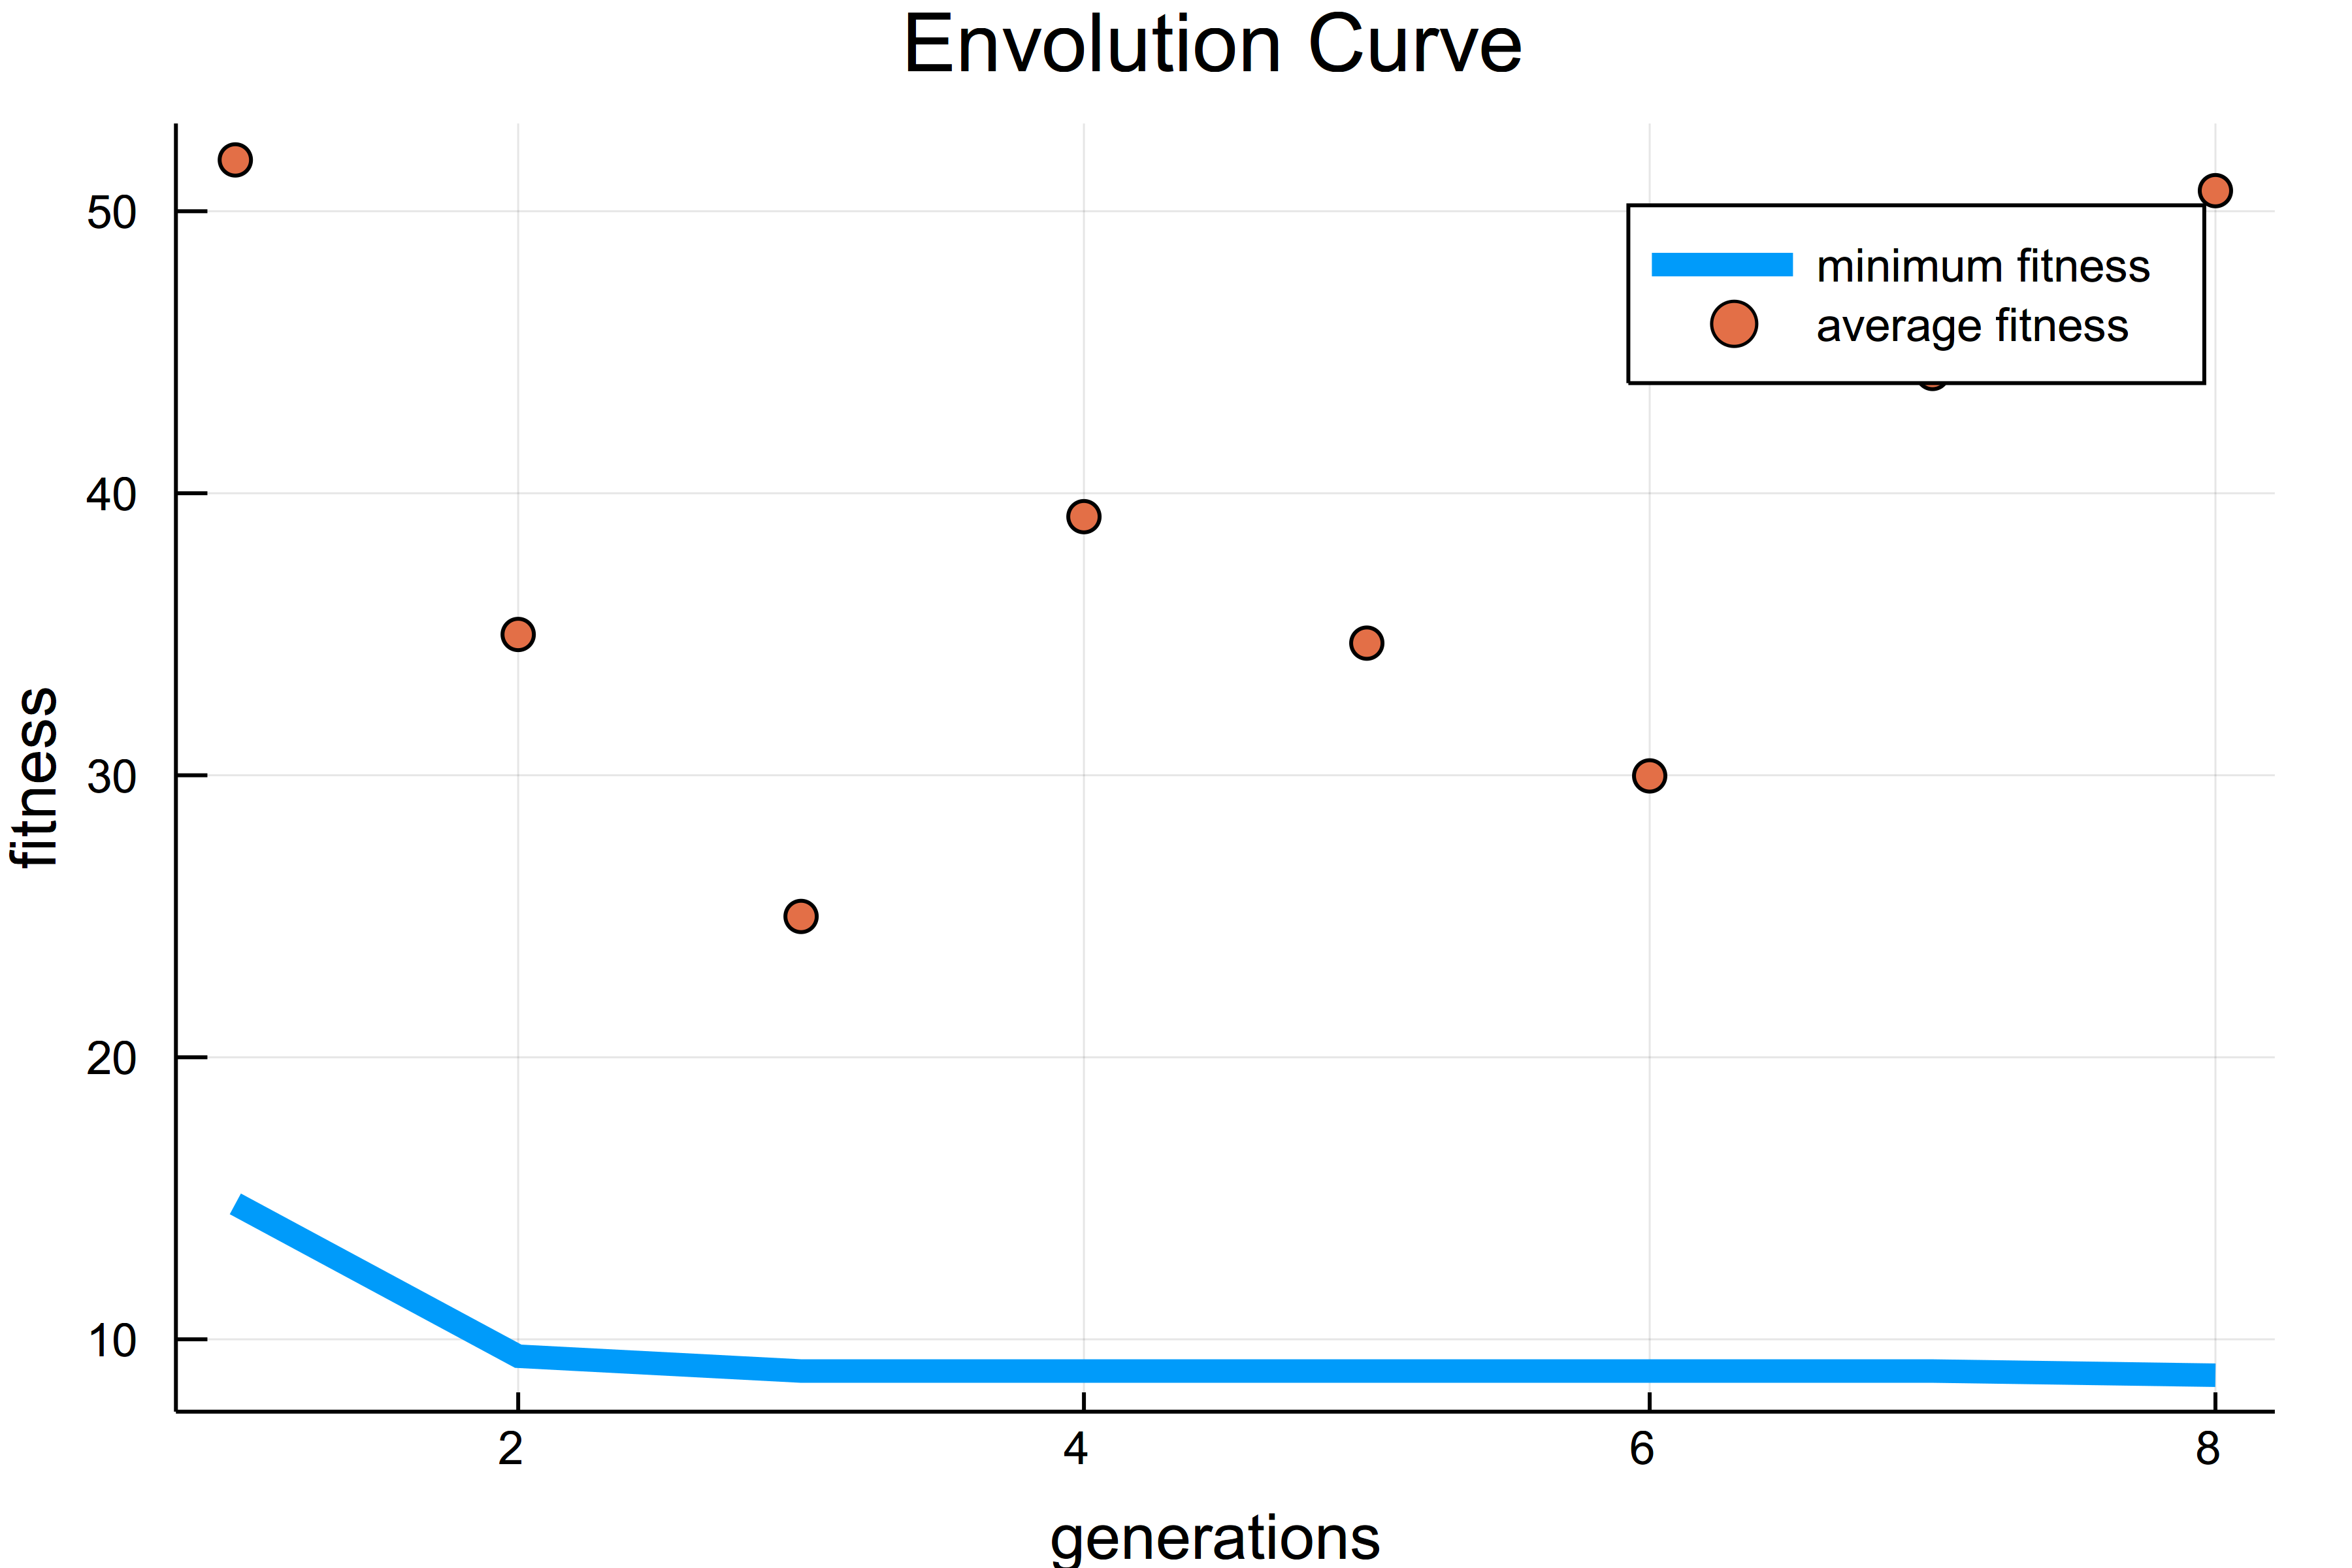 Envolution Curve
50
40
30
20
10
fitness
minimum fitness
average fitness
2 4 6 8
generations